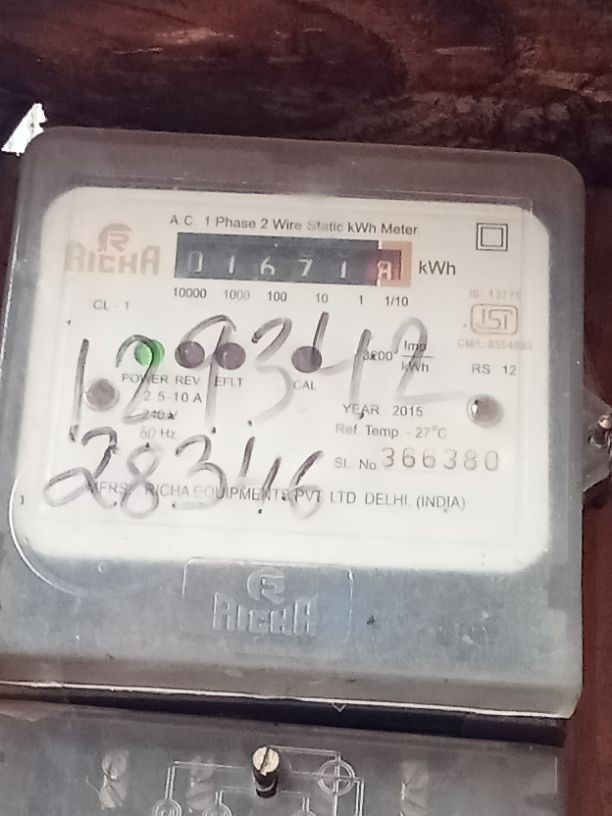 A.C. 1 Phase 2 Wire Static kWh Meter
RICHA
0 1 6 7 1 kWh
10000 1000 100 10 1 1/10
CL - 1
IS 13779
ISI
3200 Imp/kWh
RS 12
POWER REV EFLT CAL
2.5-10 A
240 V
50 Hz
YEAR 2015
Ref. Temp. - 27°C
SL. No 366380
MFRS. RICHA EQUIPMENTS PVT. LTD. DELHI, (INDIA)
28346
RICHA